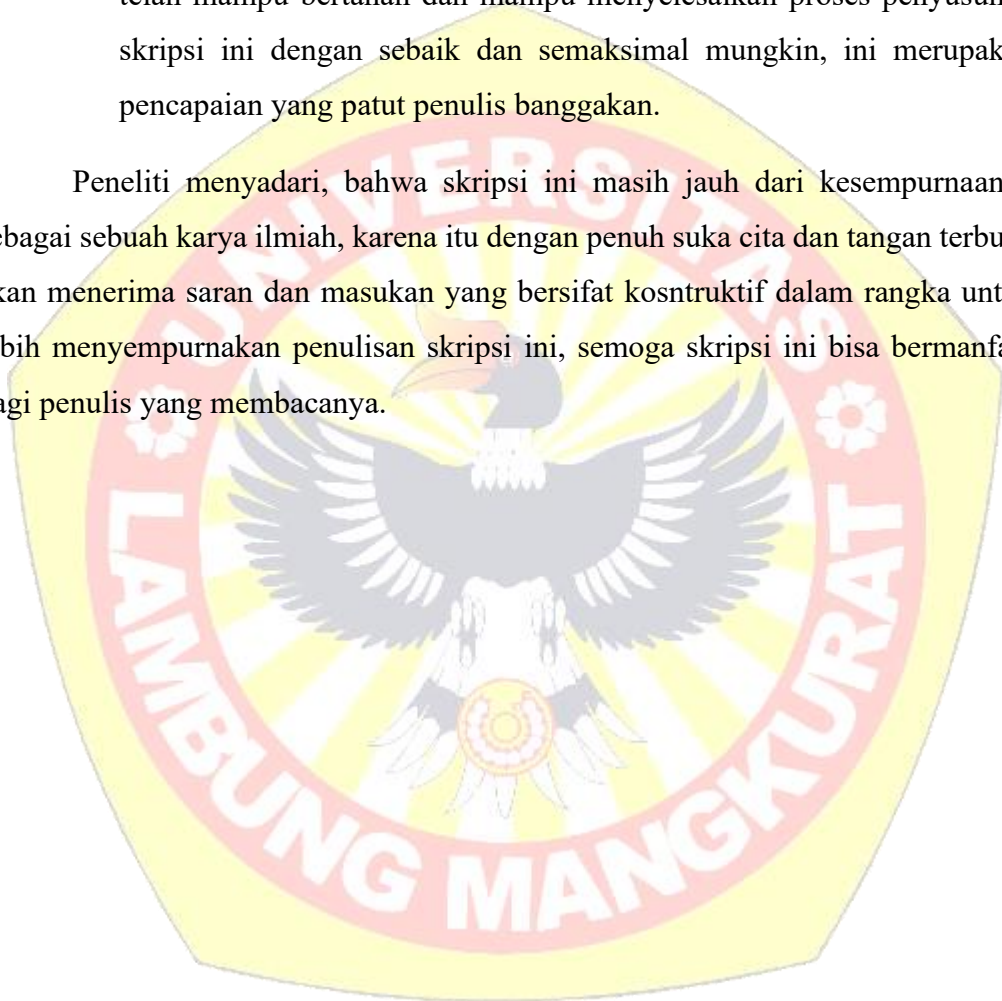 telah mampu bertahan dan mampu menyelesaikan proses penyusun
skripsi ini dengan sebaik dan semaksimal mungkin, ini merupak
pencapaian yang patut penulis banggakan.
Peneliti menyadari, bahwa skripsi ini masih jauh dari kesempurnaan
ebagai sebuah karya ilmiah, karena itu dengan penuh suka cita dan tangan terbu
kan menerima saran dan masukan yang bersifat kosntruktif dalam rangka unt
bih menyempurnakan penulisan skripsi ini, semoga skripsi ini bisa bermanfa
agi penulis yang membacanya.
UNIVERSITAS
LAMBUNG MANGKURAT